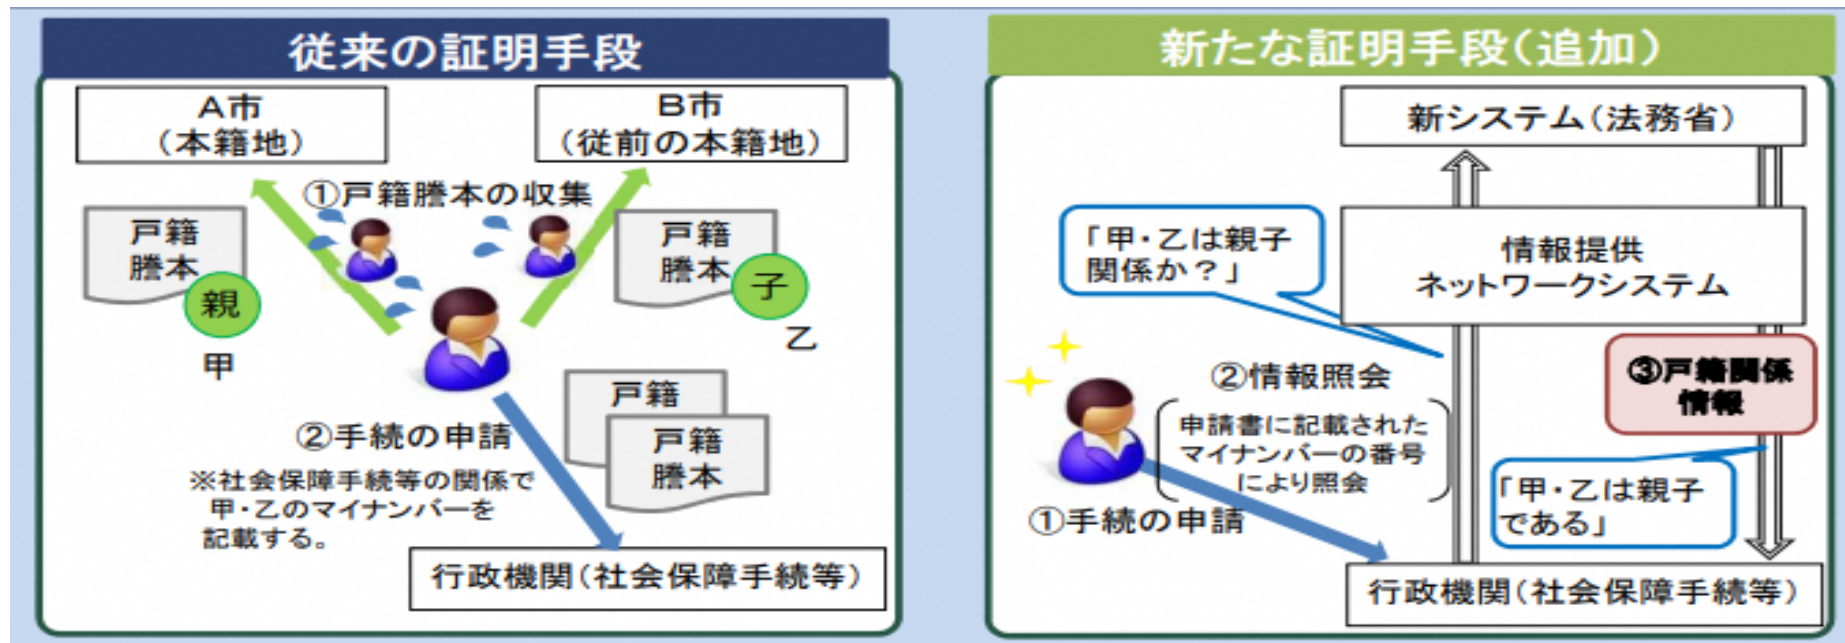 従来の証明手段
A市
(本籍地)
B市
(従前の本籍地)
①戸籍謄本の収集
戸籍
謄本
親
甲
戸籍
謄本
子
乙
②手続の申請
※社会保障手続等の関係で
甲・乙のマイナンバーを
記載する。
戸籍
戸籍
謄本
行政機関(社会保障手続等)
新たな証明手段(追加)
新システム(法務省)
「甲・乙は親子
関係か?」
情報提供
ネットワークシステム
②情報照会
申請書に記載された
マイナンバーの番号
により照会
①手続の申請
③戸籍関係
情報
「甲・乙は親子
である」
行政機関(社会保障手続等)